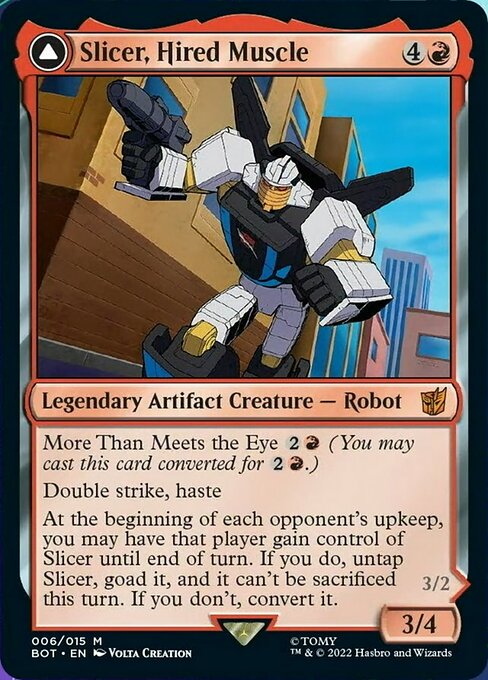 Slicer, Hired Muscle 4
Legendary Artifact Creature — Robot
More Than Meets the Eye 2 (You may
cast this card converted for 2 .)
Double strike, haste
At the beginning of each opponent's upkeep,
you may have that player gain control of
Slicer until end of turn. If you do, untap
Slicer, goad it, and it can't be sacrificed
this turn. If you don't, convert it.
3/2
3/4
006/015 M
BOT • EN Volta Creation
©TOMY
™ & © 2022 Hasbro and Wizards